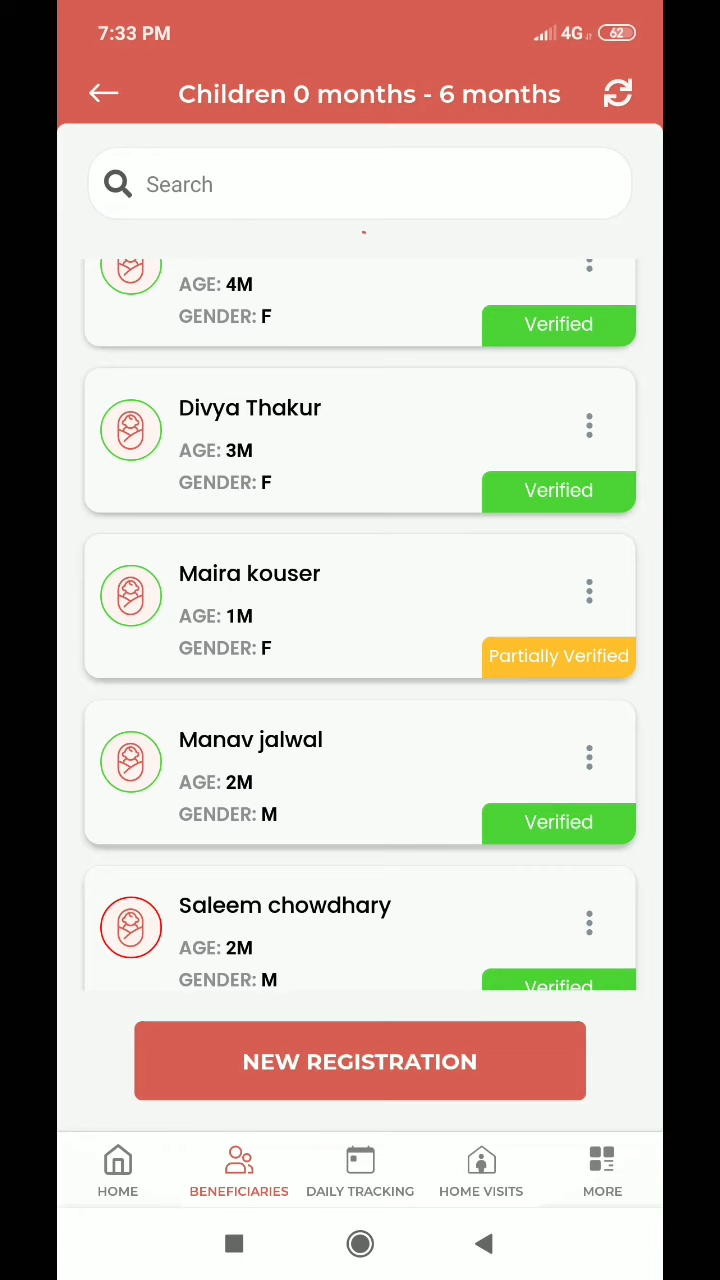 7:33 PM
4G
62
Children 0 months - 6 months
Search
AGE: 4M
GENDER: F
Verified
Divya Thakur
AGE: 3M
GENDER: F
Verified
Maira kouser
AGE: 1M
GENDER: F
Partially Verified
Manav jalwal
AGE: 2M
GENDER: M
Verified
Saleem chowdhary
AGE: 2M
GENDER: M
Verified
NEW REGISTRATION
HOME
BENEFICIARIES
DAILY TRACKING
HOME VISITS
MORE